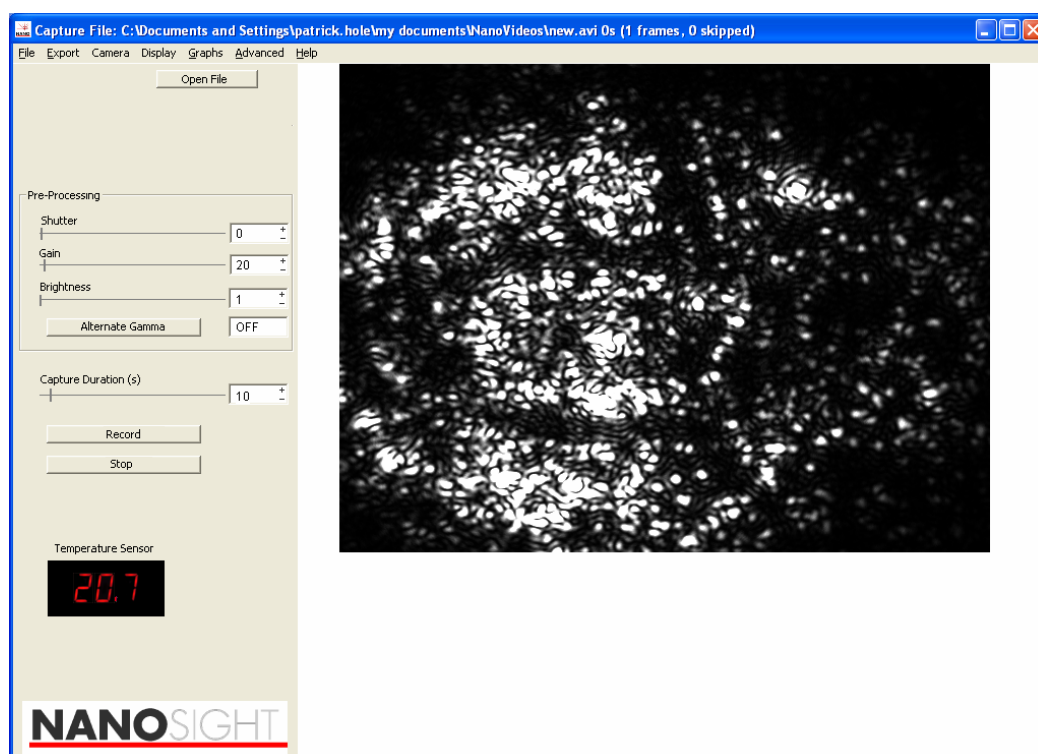 Capture File: C:\Documents and Settings\patrick.hole\my documents\NanoVideos\new.avi 0s (1 frames, 0 skipped)
File Export Camera Display Graphs Advanced Help
Open File
Pre-Processing
Shutter
0
Gain
20
Brightness
1
Alternate Gamma OFF
Capture Duration (s)
10
Record
Stop
Temperature Sensor
20.7
NANOSIGHT